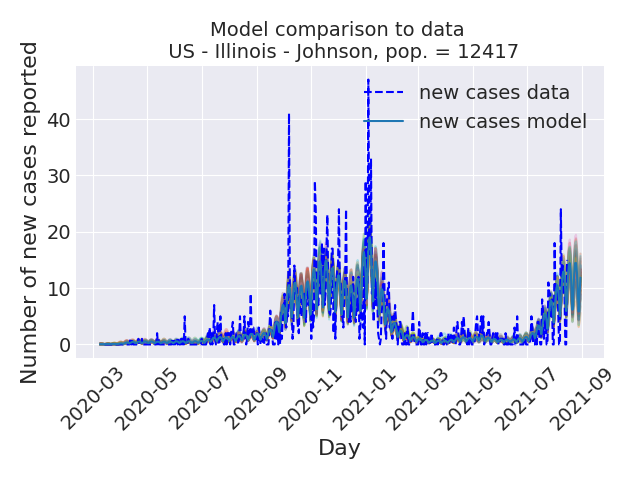 Model comparison to data
US - Illinois - Johnson, pop. = 12417
Number of new cases reported
40
30
20
10
0
new cases data
new cases model
2020-03
2020-05
2020-07
2020-09
2020-11
2021-01
2021-03
2021-05
2021-07
2021-09
Day